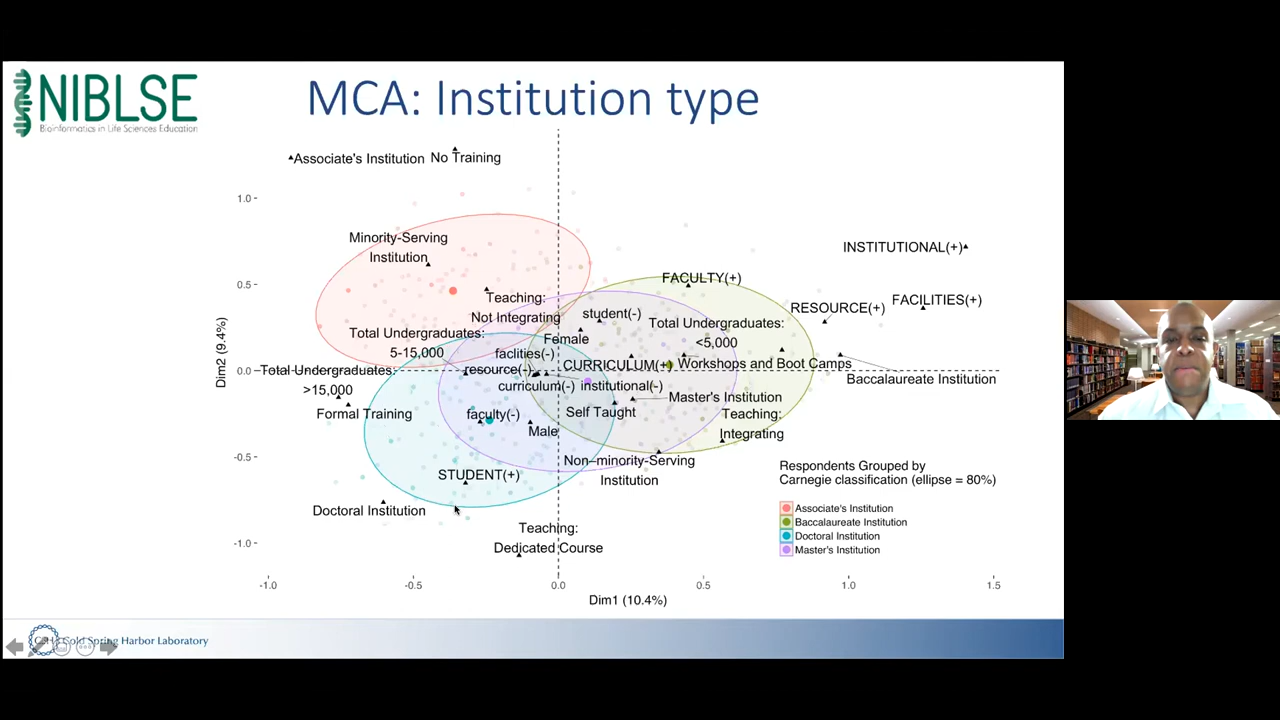 NIBLSE
Bioinformatics in Life Sciences Education
MCA: Institution type
Associate's Institution
No Training
1.0
Minority-Serving
Institution
INSTITUTIONAL(+)
0.5
FACULTY(+)
Teaching:
Not Integrating
student(-)
RESOURCE(+)
FACILITIES(+)
Total Undergraduates:
5-15,000
Female
Total Undergraduates:
<5,000
faclities(-)
CURRICULUM(+)
Workshops and Boot Camps
Dim2 (9.4%)
0.0
Total Undergraduates:
>15,000
resource(-)
curriculum(-)
institutional(-)
Baccalaureate Institution
Master's Institution
Formal Training
faculty(-)
Self Taught
Teaching:
Integrating
Male
-0.5
Non-minority-Serving
Institution
STUDENT(+)
Doctoral Institution
Teaching:
Dedicated Course
-1.0
Respondents Grouped by
Carnegie classification (ellipse = 80%)
Associate's Institution
Baccalaureate Institution
Doctoral Institution
Master's Institution
-1.0
-0.5
0.0
0.5
1.0
1.5
Dim1 (10.4%)
Cold Spring Harbor Laboratory